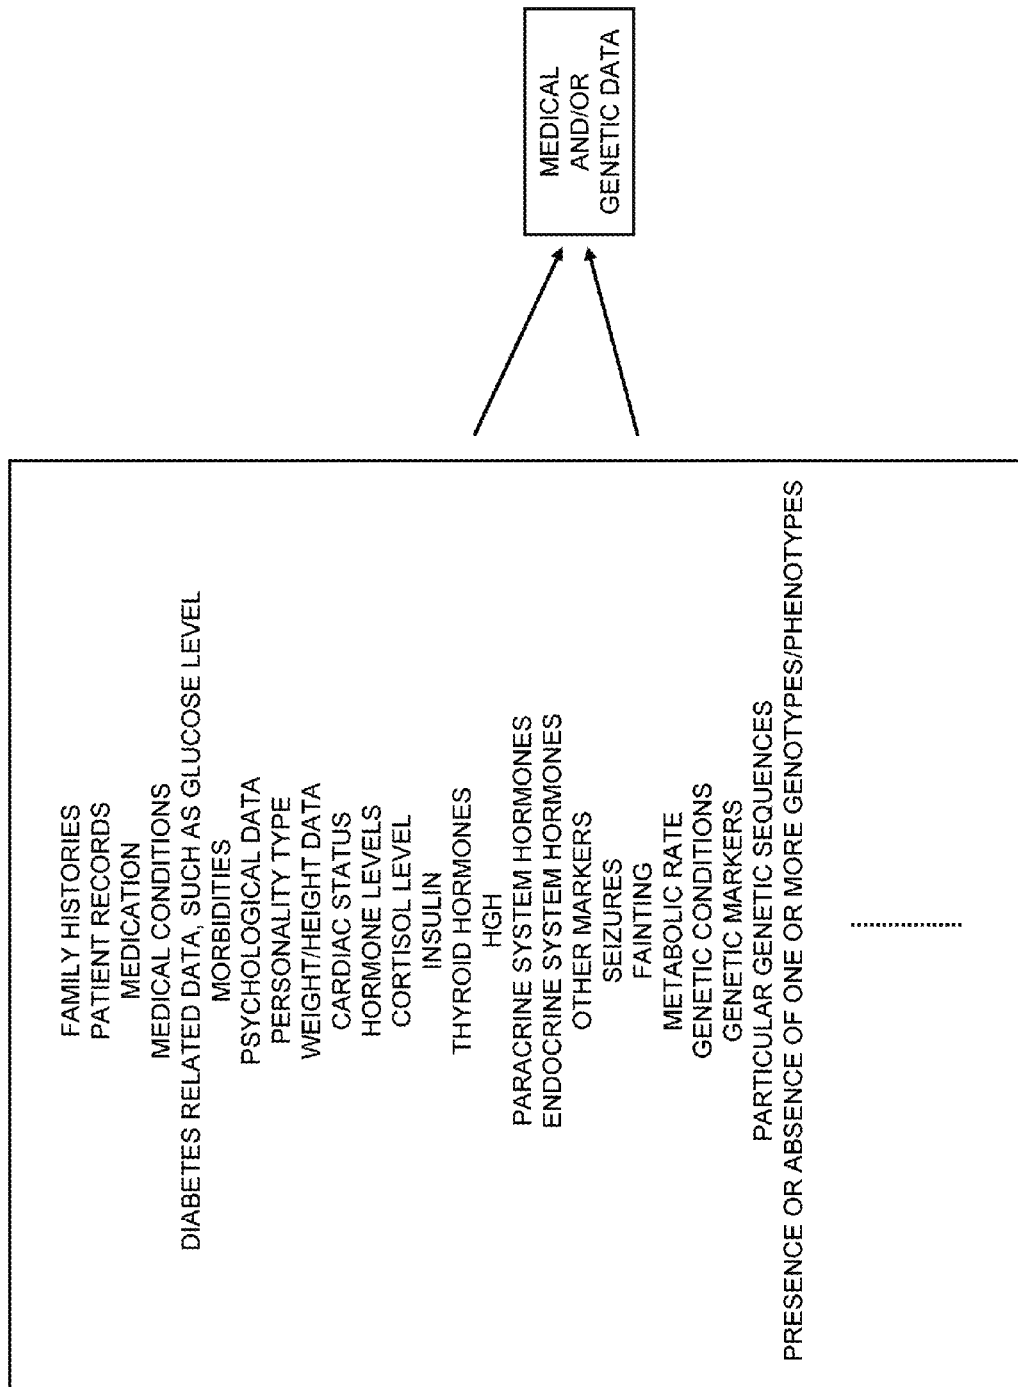 FAMILY HISTORIES
PATIENT RECORDS
MEDICATION
MEDICAL CONDITIONS
DIABETES RELATED DATA, SUCH AS GLUCOSE LEVEL
MORBIDITIES
PSYCHOLOGICAL DATA
PERSONALITY TYPE
WEIGHT/HEIGHT DATA
CARDIAC STATUS
HORMONE LEVELS
CORTISOL LEVEL
INSULIN
THYROID HORMONES
HGH
PARACRINE SYSTEM HORMONES
ENDOCRINE SYSTEM HORMONES
OTHER MARKERS
SEIZURES
FAINTING
METABOLIC RATE
GENETIC CONDITIONS
GENETIC MARKERS
PARTICULAR GENETIC SEQUENCES
PRESENCE OR ABSENCE OF ONE OR MORE GENOTYPES/PHENOTYPES
MEDICAL
AND/OR
GENETIC DATA